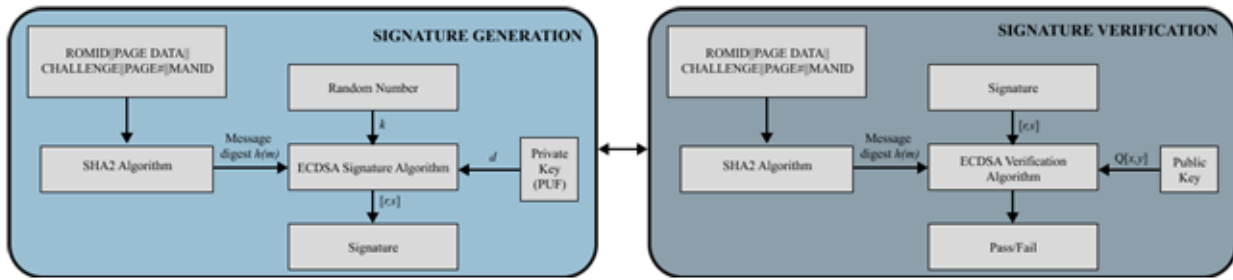 SIGNATURE GENERATION
ROMID||PAGE DATA||
CHALLENGE||PAGE#||MANID
Random Number
k
SHA2 Algorithm
Message
digest h(m)
ECDSA Signature Algorithm
d
Private
Key
(PUF)
[r,s]
Signature
SIGNATURE VERIFICATION
ROMID||PAGE DATA||
CHALLENGE||PAGE#||MANID
Signature
[r,s]
SHA2 Algorithm
Message
digest h(m)
ECDSA Verification
Algorithm
Q[x,y]
Public
Key
Pass/Fail